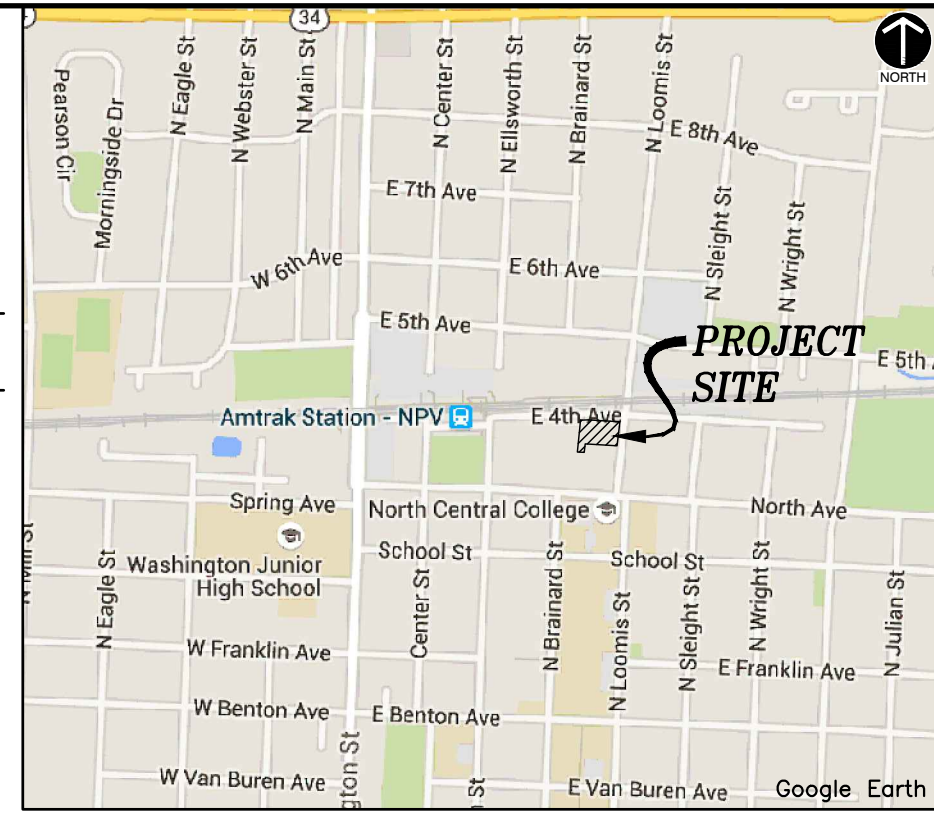 34
NORTH
Pearson Cir
Morningside Dr
N Eagle St
N Webster St
N Main St
N Center St
N Ellsworth St
N Brainard St
N Loomis St
E 8th Ave
E 7th Ave
N Sleight St
N Wright St
W 6th Ave
E 6th Ave
E 5th Ave
PROJECT
SITE
E 5th
Amtrak Station - NPV
E 4th Ave
Spring Ave
North Central College
North Ave
School St
School St
Washington Junior
High School
N Eagle St
Center St
N Brainard St
N Loomis St
N Sleight St
N Wright St
N Julian St
W Franklin Ave
E Franklin Ave
W Benton Ave
E Benton Ave
gton St
St
W Van Buren Ave
E Van Buren Ave
Google Earth